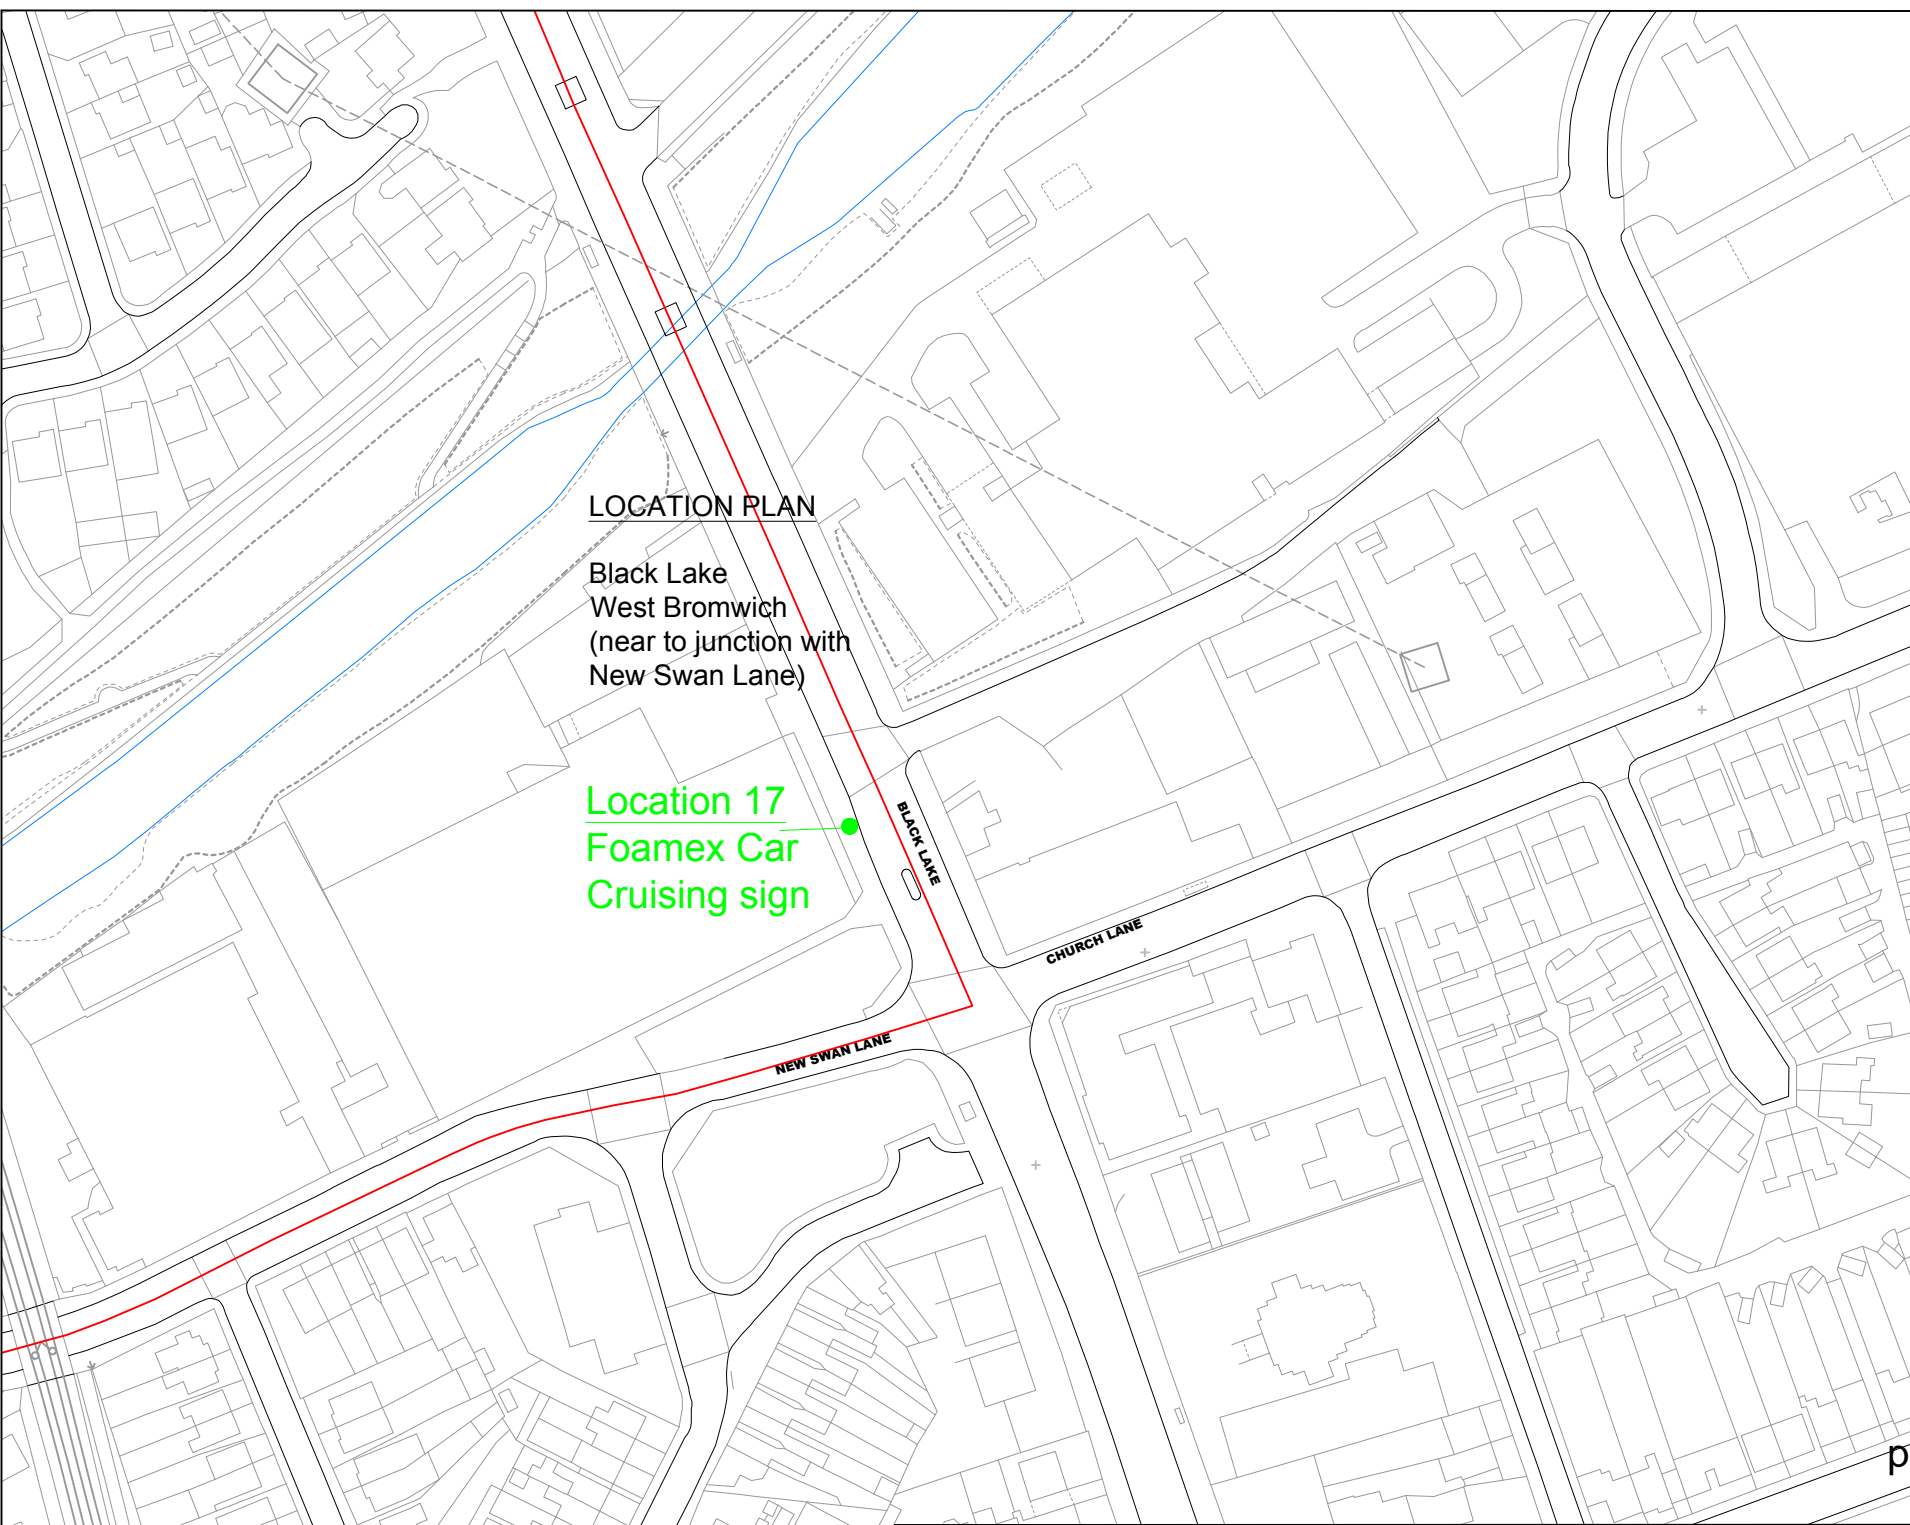 LOCATION PLAN
Black Lake
West Bromwich
(near to junction with
New Swan Lane)
Location 17
Foamex Car
Cruising sign
BLACK LAKE
CHURCH LANE
NEW SWAN LANE
p